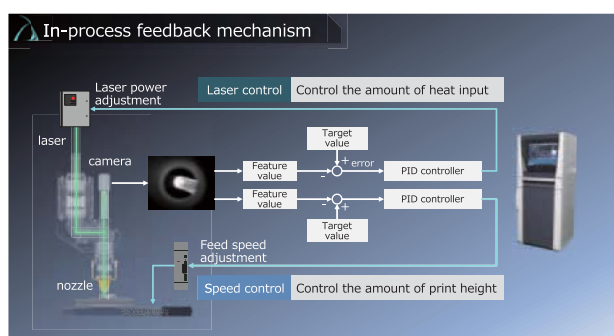 In-process feedback mechanism
Laser power
adjustment
Laser control
Control the amount of heat input
laser
camera
Target
value
Feature
value
-
+
error
PID controller
Feature
value
-
+
PID controller
Target
value
Feed speed
adjustment
nozzle
Speed control
Control the amount of print height